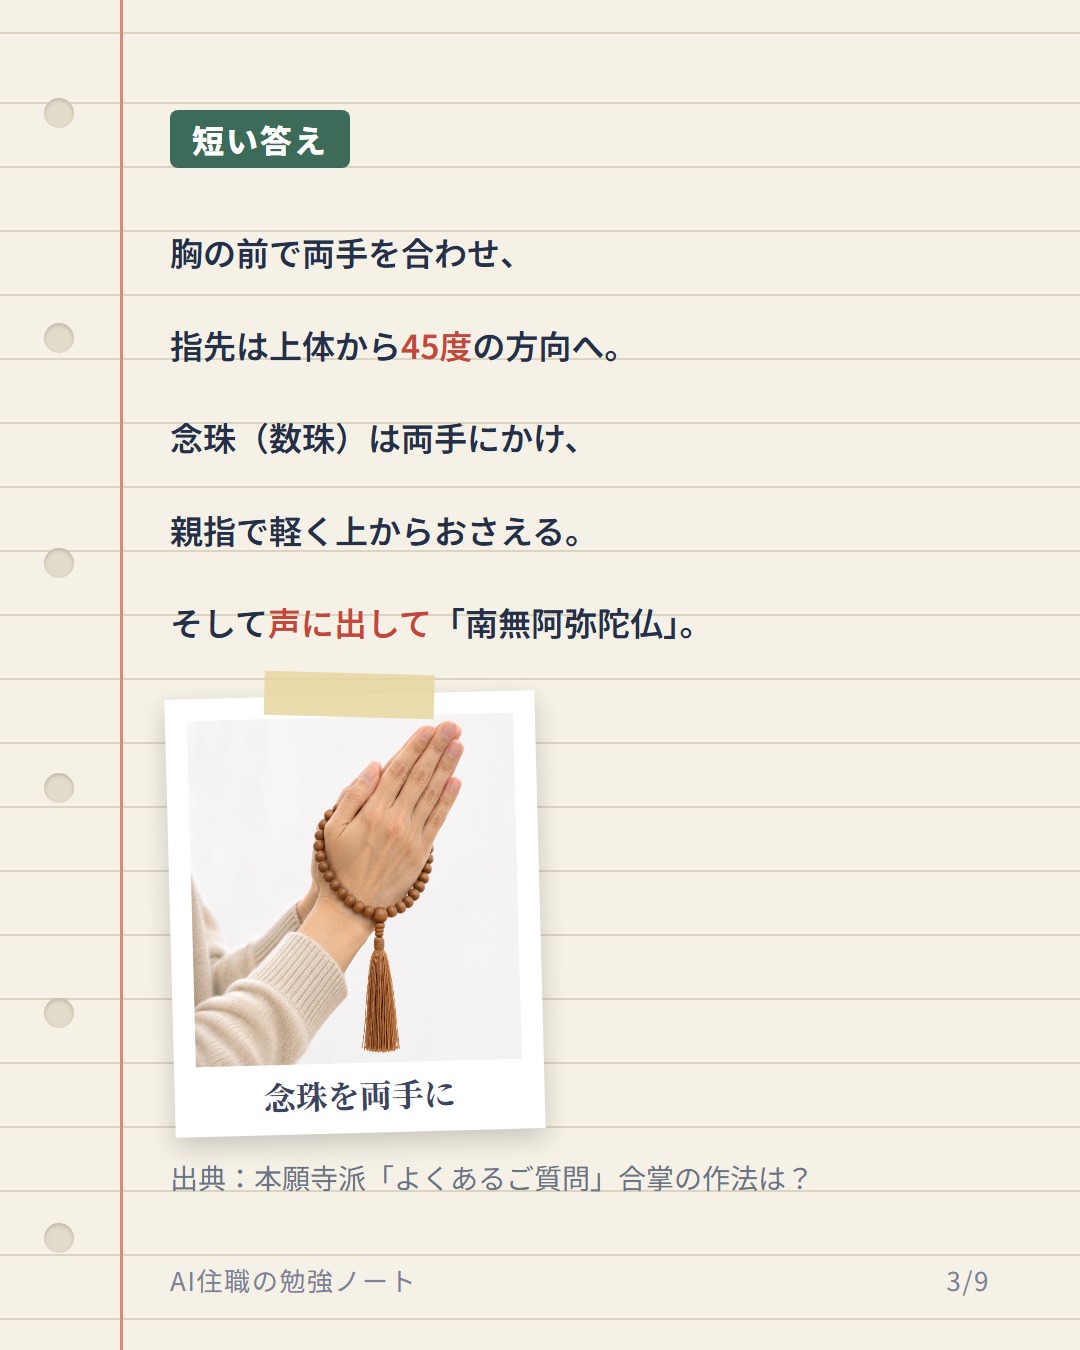 短い答え
胸の前で両手を合わせ、
指先は上体から45度の方向へ。
念珠（数珠）は両手にかけ、
親指で軽く上からおさえる。
そして声に出して「南無阿弥陀仏」。
念珠を両手に
出典：本願寺派「よくあるご質問」合掌の作法は？
AI住職の勉強ノート
3/9